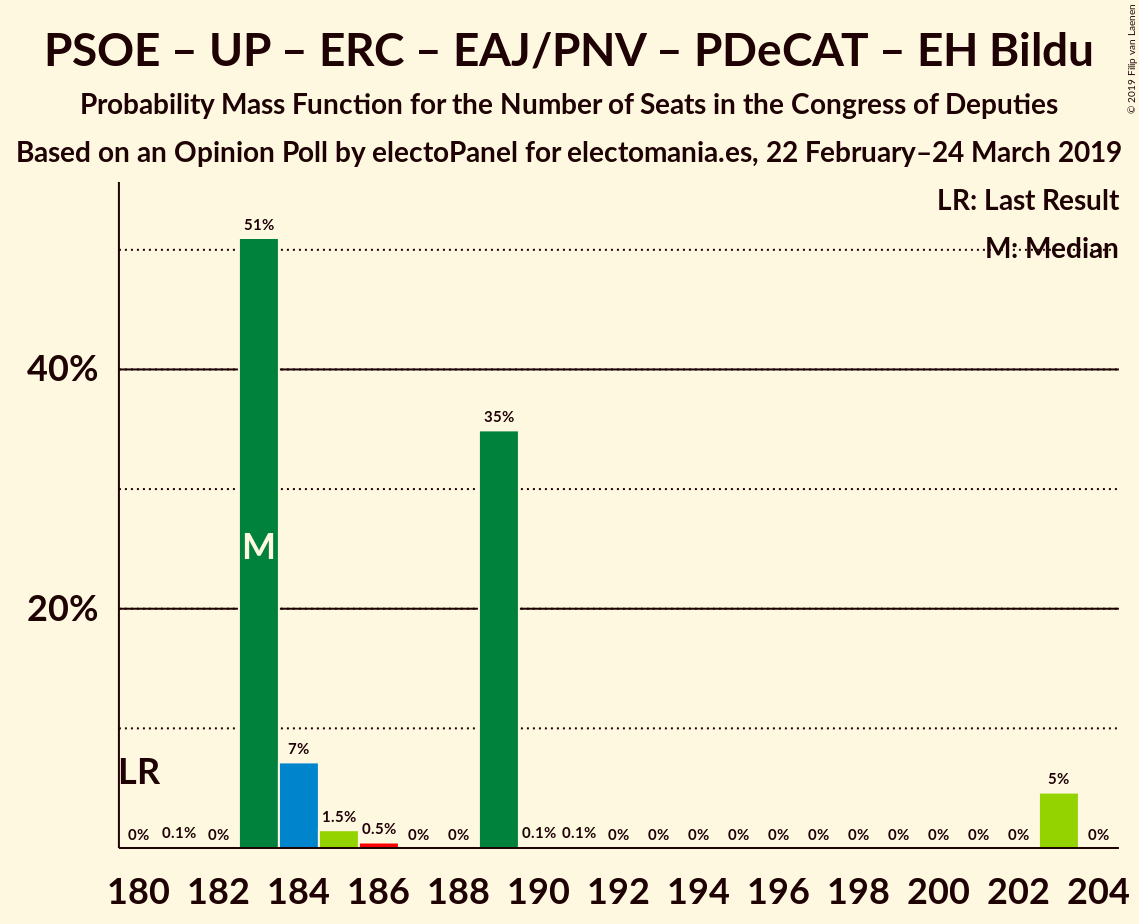 PSOE – UP – ERC – EAJ/PNV – PDeCAT – EH Bildu
Probability Mass Function for the Number of Seats in the Congress of Deputies
Based on an Opinion Poll by electoPanel for electomania.es, 22 February–24 March 2019
© 2019 Filip van Laenen
LR: Last Result
M: Median
51%
40%
35%
M
20%
LR
7%
5%
0% 0.1% 0% 1.5% 0.5% 0% 0% 0.1% 0.1% 0% 0% 0% 0% 0% 0% 0% 0% 0% 0% 0% 0%
180 182 184 186 188 190 192 194 196 198 200 202 204